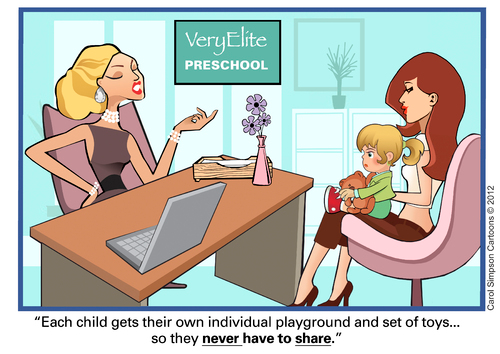 VeryElite
PRESCHOOL
Carol Simpson Cartoons © 2012
“Each child gets their own individual playground and set of toys...
so they never have to share.”